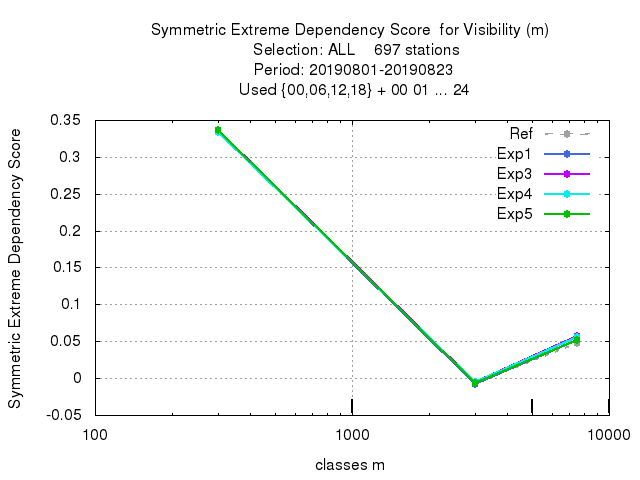 Symmetric Extreme Dependency Score  for Visibility (m)
Selection: ALL    697 stations
Period: 20190801-20190823
Used {00,06,12,18} + 00 01 ... 24
Symmetric Extreme Dependency Score
0.35
0.3
0.25
0.2
0.15
0.1
0.05
0
-0.05
Ref
Exp1
Exp3
Exp4
Exp5
100
1000
10000
classes m